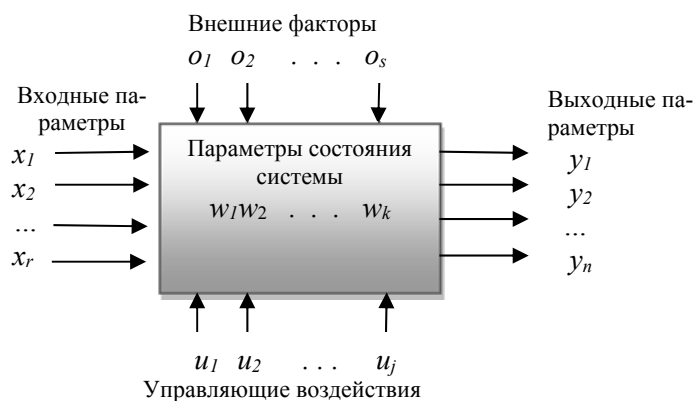 Внешние факторы
o1 o2 . . . os
Входные па-
раметры
Выходные па-
раметры
Параметры состояния
системы
w1w2 . . . wk
x1
x2
...
xr
y1
y2
...
yn
u1 u2 . . . uj
Управляющие воздействия